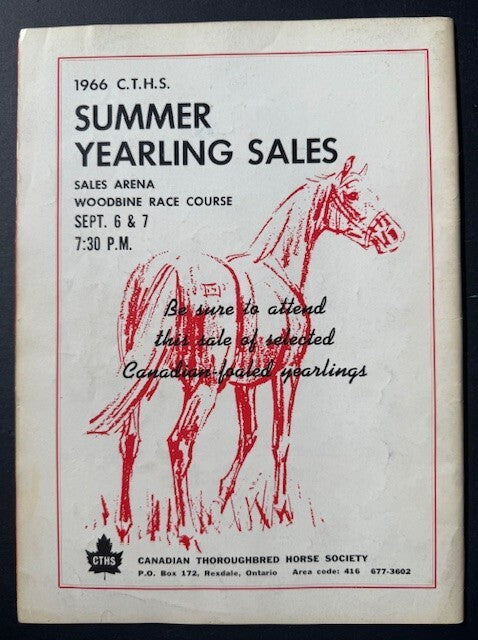 1966 C.T.H.S.
SUMMER
YEARLING SALES
SALES ARENA
WOODBINE RACE COURSE
SEPT. 6 & 7
7:30 P.M.
Be sure to attend
this sale of selected
Canadian-foaled yearlings
CTHS
CANADIAN THOROUGHBRED HORSE SOCIETY
P.O. Box 172, Rexdale, Ontario Area code: 416 677-3602